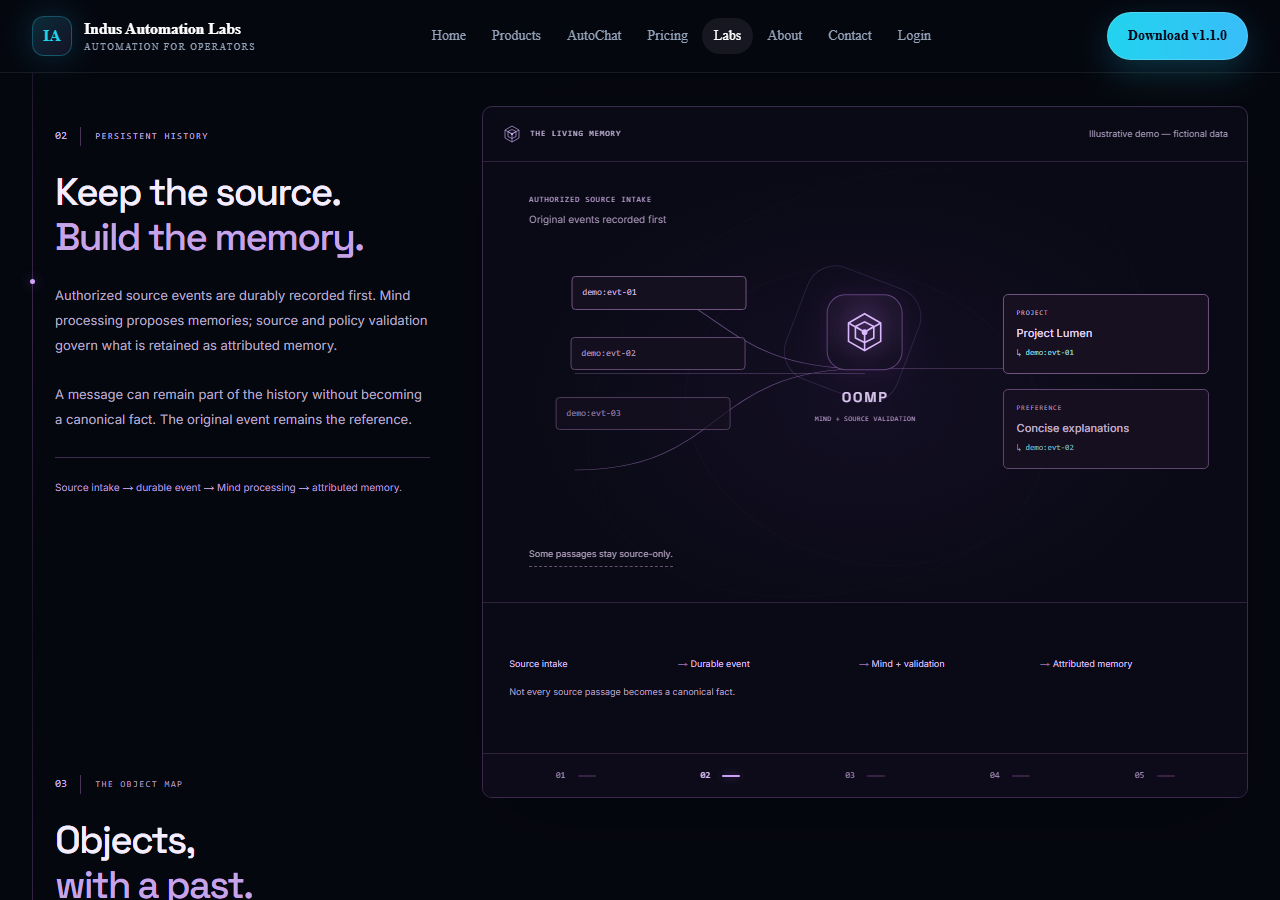 IA
Indus Automation Labs
AUTOMATION FOR OPERATORS
Home Products AutoChat Pricing Labs About Contact Login
Download v1.1.0
02 PERSISTENT HISTORY
Keep the source.
Build the memory.
Authorized source events are durably recorded first. Mind
processing proposes memories; source and policy validation
govern what is retained as attributed memory.
A message can remain part of the history without becoming
a canonical fact. The original event remains the reference.
Source intake → durable event → Mind processing → attributed memory.
03 THE OBJECT MAP
Objects,
with a past.
THE LIVING MEMORY
Illustrative demo — fictional data
AUTHORIZED SOURCE INTAKE
Original events recorded first
demo:evt-01
demo:evt-02
demo:evt-03
OOMP
MIND + SOURCE VALIDATION
PROJECT
Project Lumen
↳ demo:evt-01
PREFERENCE
Concise explanations
↳ demo:evt-02
Some passages stay source-only.
Source intake → Durable event → Mind + validation → Attributed memory
Not every source passage becomes a canonical fact.
01 02 03 04 05